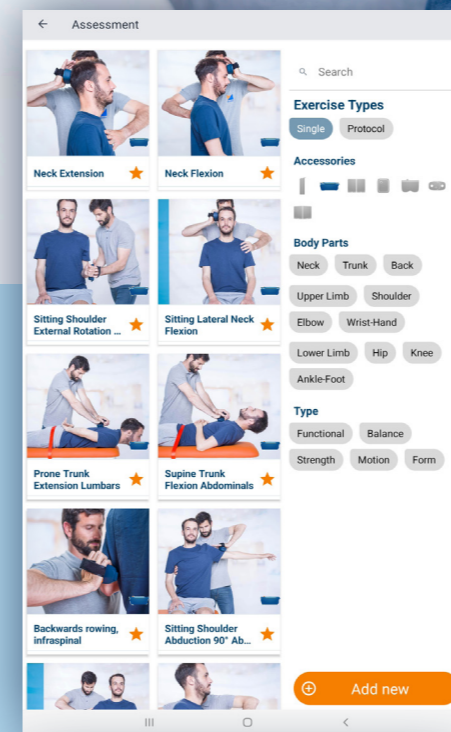 Assessment
Neck Extension
Neck Flexion
Sitting Shoulder
External Rotation ...
Sitting Lateral Neck
Flexion
Prone Trunk
Extension Lumbars
Supine Trunk
Flexion Abdominals
Backwards rowing,
infraspinal
Sitting Shoulder
Abduction 90° Ab...
Search
Exercise Types
Single Protocol
Accessories
Body Parts
Neck Trunk Back
Upper Limb Shoulder
Elbow Wrist-Hand
Lower Limb Hip Knee
Ankle-Foot
Type
Functional Balance
Strength Motion Form
Add new